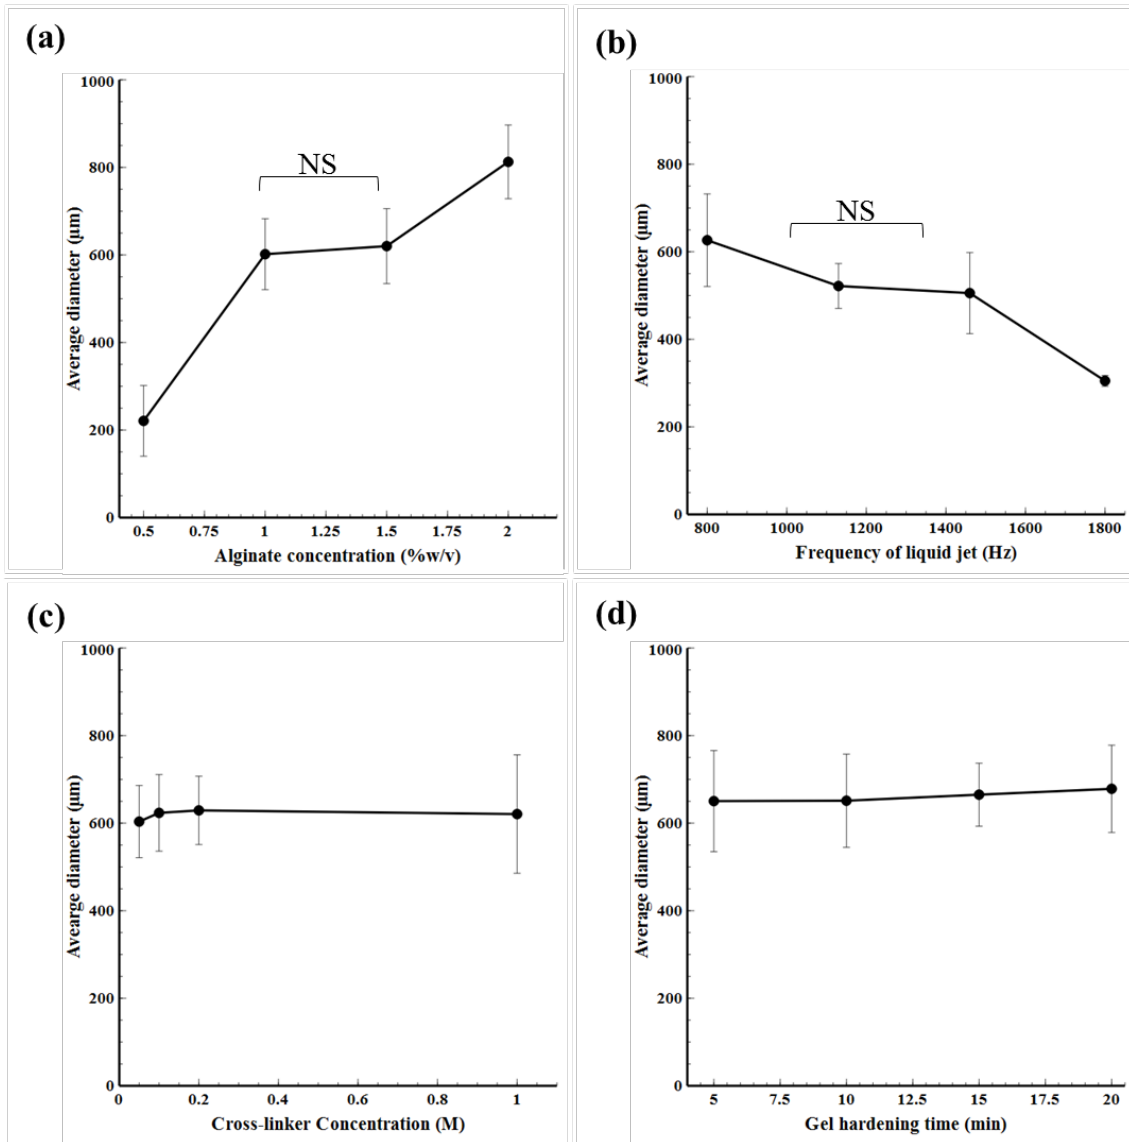 (a)
1000
800
600
400
200
0
Average diameter (µm)
NS
0.5 0.75 1 1.25 1.5 1.75 2
Alginate concentration (%w/v)
(b)
1000
800
600
400
200
0
Average diameter (µm)
NS
800 1000 1200 1400 1600 1800
Frequency of liquid jet (Hz)
(c)
1000
800
600
400
200
0
Avearge diameter (µm)
0 0.2 0.4 0.6 0.8 1
Cross-linker Concentration (M)
(d)
1000
800
600
400
200
0
Average diameter (µm)
5 7.5 10 12.5 15 17.5 20
Gel hardening time (min)